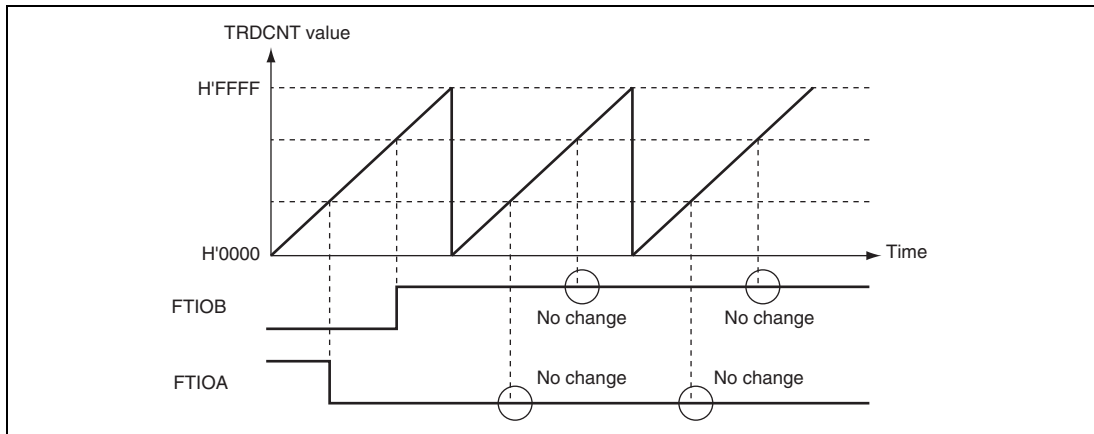 TRDCNT value
H'FFFF
H'0000
Time
FTIOB
No change
No change
FTIOA
No change
No change